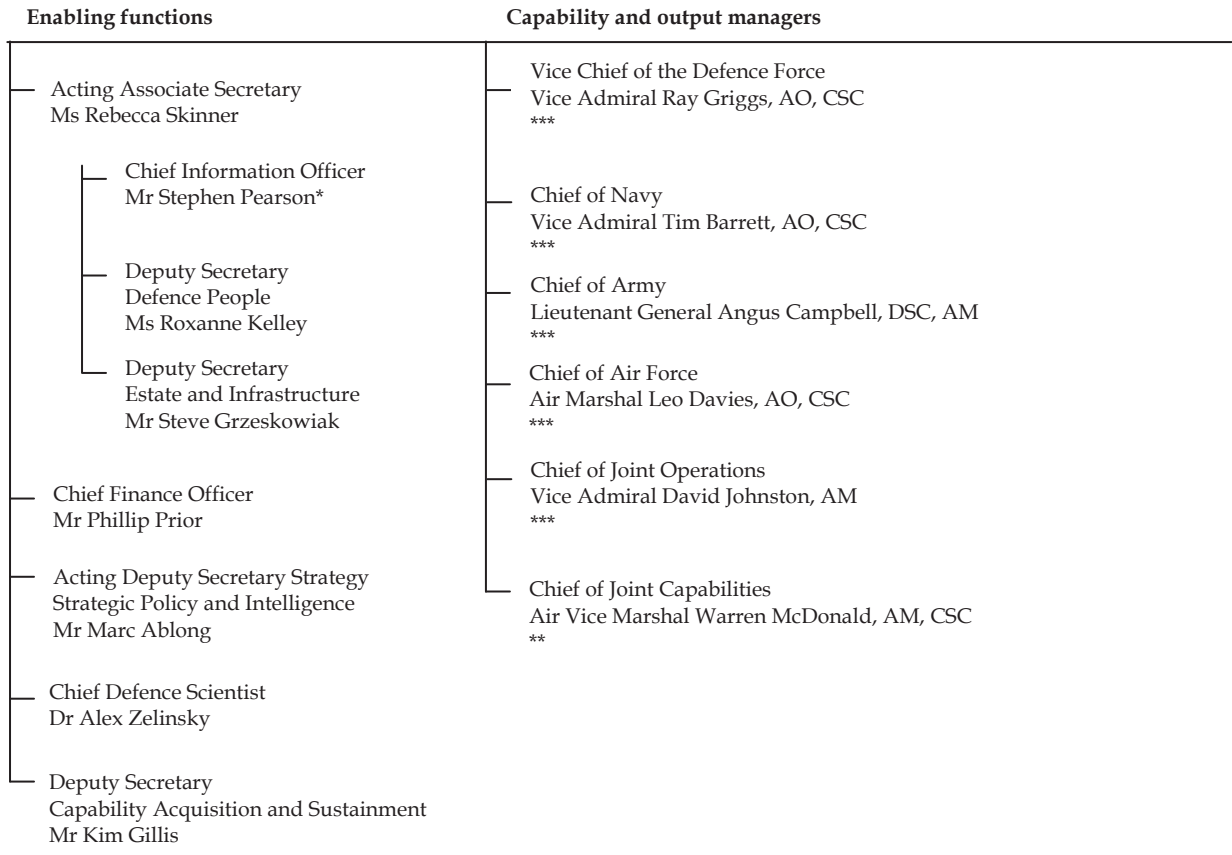 Enabling functions
Acting Associate Secretary
Ms Rebecca Skinner
Chief Information Officer
Mr Stephen Pearson*
Deputy Secretary
Defence People
Ms Roxanne Kelley
Deputy Secretary
Estate and Infrastructure
Mr Steve Grzeskowiak
Chief Finance Officer
Mr Phillip Prior
Acting Deputy Secretary Strategy
Strategic Policy and Intelligence
Mr Marc Ablong
Chief Defence Scientist
Dr Alex Zelinsky
Deputy Secretary
Capability Acquisition and Sustainment
Mr Kim Gillis
Capability and output managers
Vice Chief of the Defence Force
Vice Admiral Ray Griggs, AO, CSC
***
Chief of Navy
Vice Admiral Tim Barrett, AO, CSC
***
Chief of Army
Lieutenant General Angus Campbell, DSC, AM
***
Chief of Air Force
Air Marshal Leo Davies, AO, CSC
***
Chief of Joint Operations
Vice Admiral David Johnston, AM
***
Chief of Joint Capabilities
Air Vice Marshal Warren McDonald, AM, CSC
**